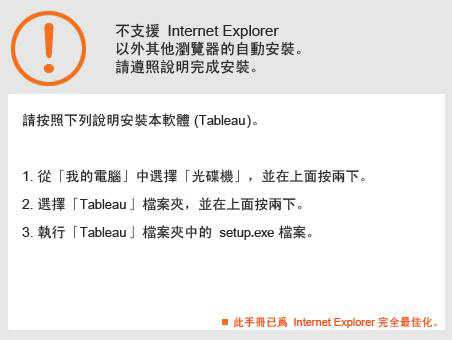 不支援 Internet Explorer
以外其他瀏覽器的自動安裝。
請遵照說明完成安裝。
請按照下列說明安裝本軟體 (Tableau)。
1. 從「我的電腦」中選擇「光碟機」，並在上面按兩下。
2. 選擇「Tableau」檔案夾，並在上面按兩下。
3. 執行「Tableau」檔案夾中的 setup.exe 檔案。
此手冊已爲 Internet Explorer 完全最佳化。